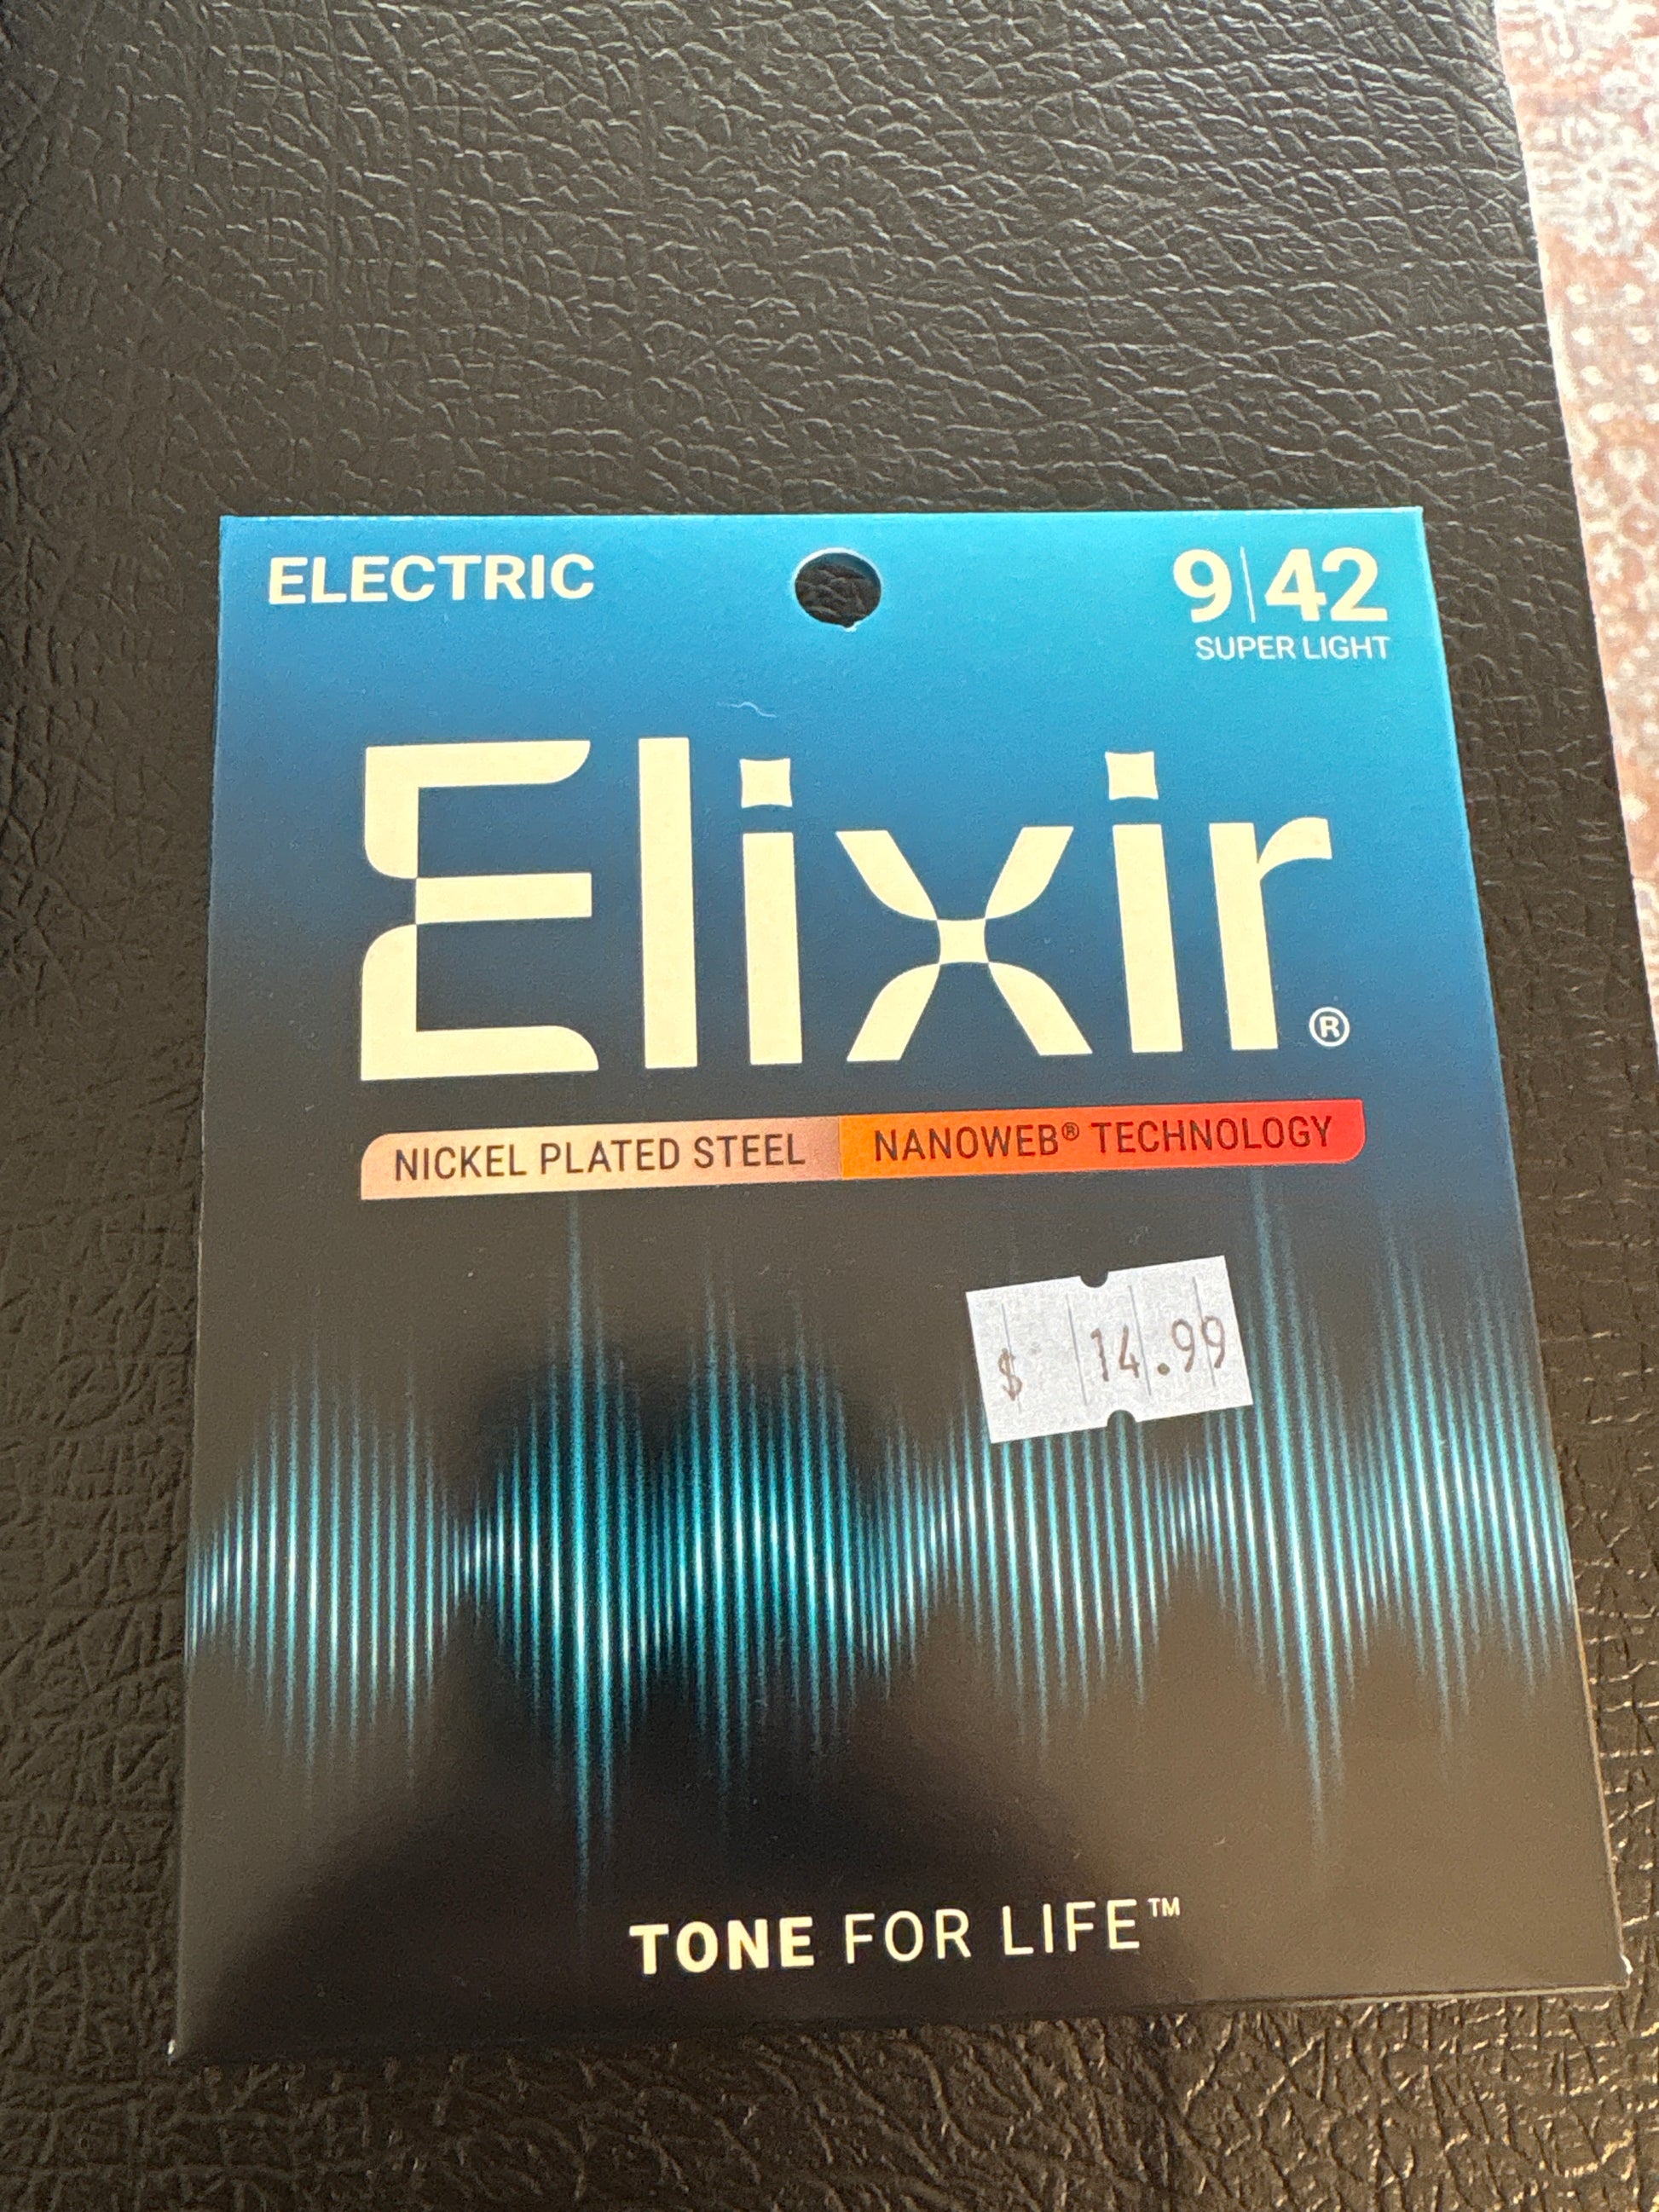 ELECTRIC
9|42
SUPER LIGHT
Elixir®
NICKEL PLATED STEEL NANOWEB® TECHNOLOGY
$ 14.99
TONE FOR LIFE™